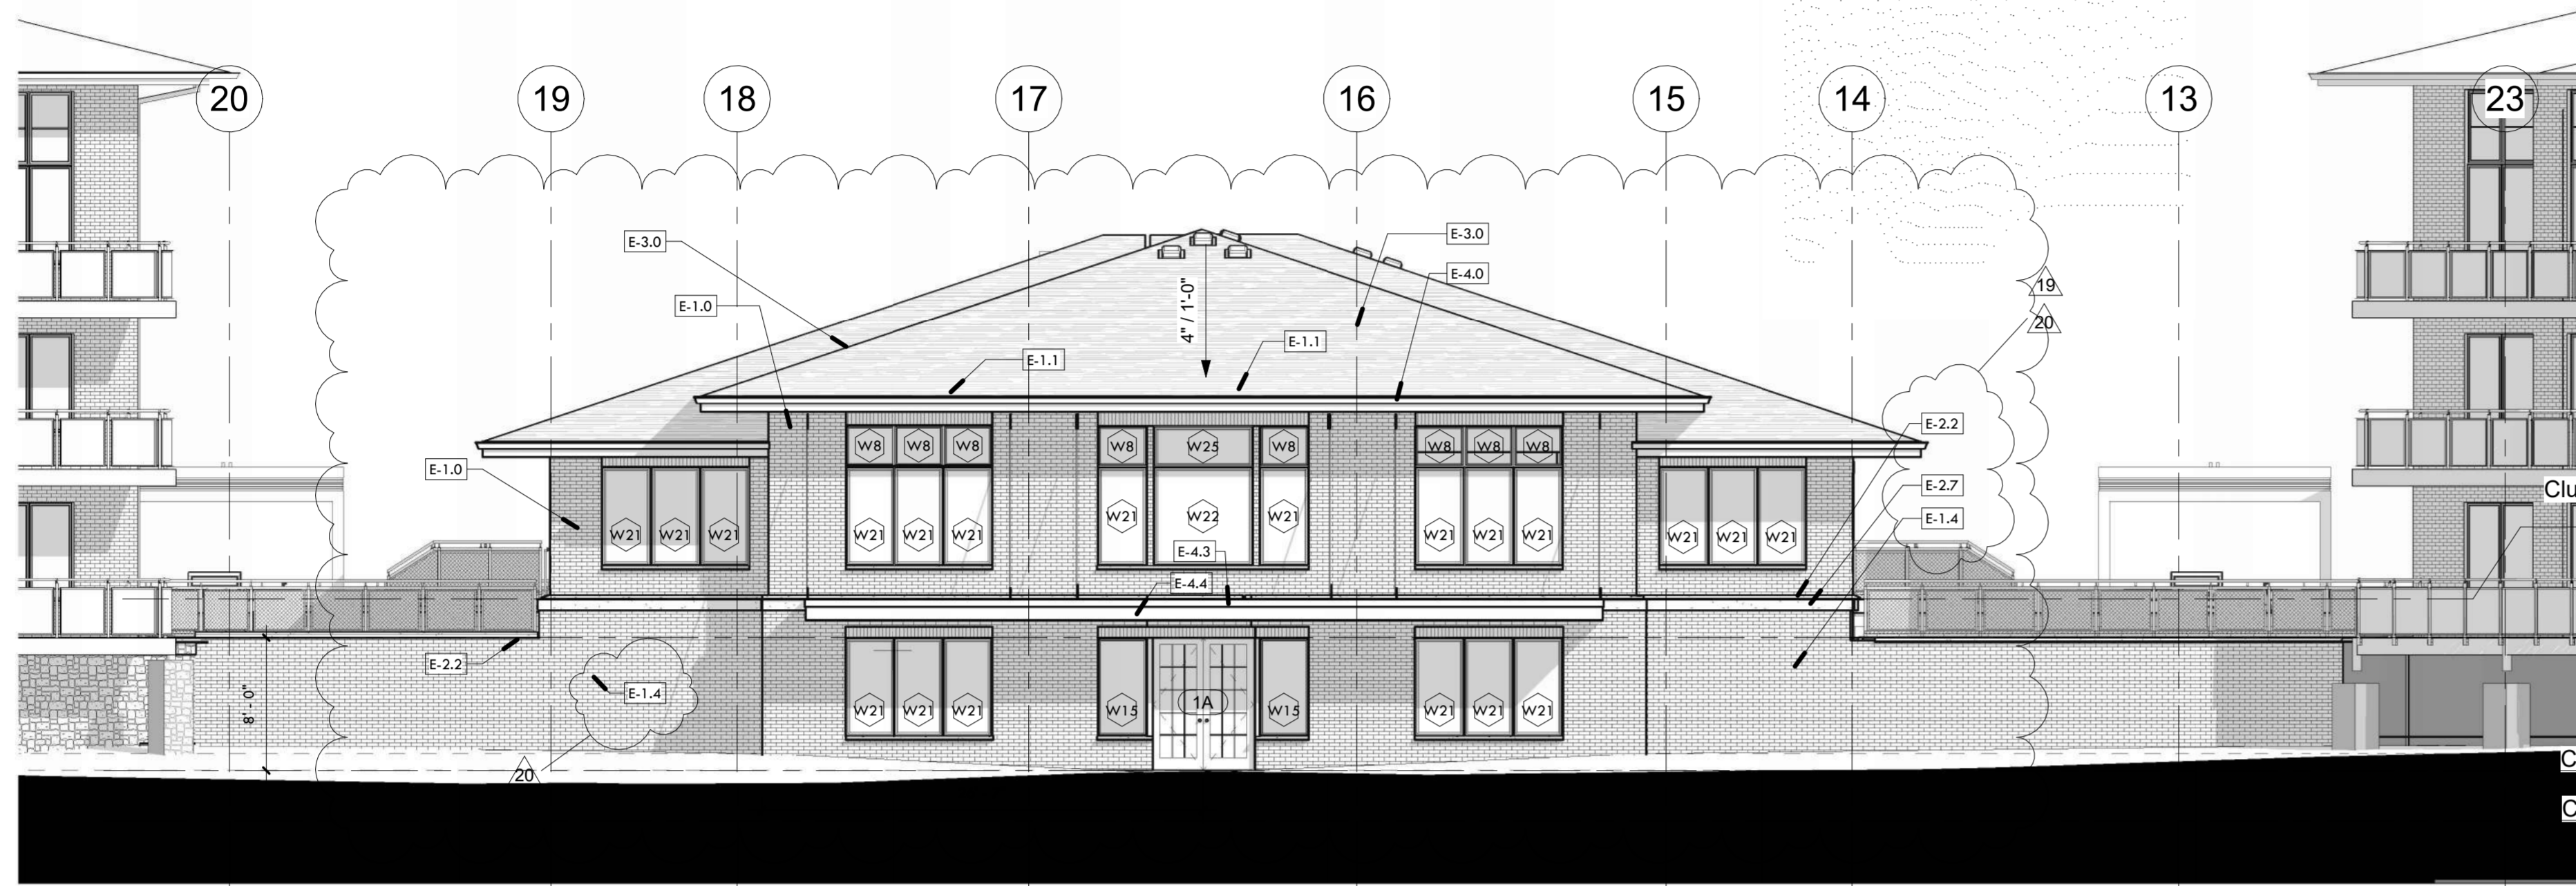 20 19 18 17 16 15 14 13 23
E-3.0
E-3.0
E-4.0
19
E-1.0
4" / 1'-0"
20
E-1.1
E-1.1
E-2.2
W8 W8 W8 W8 W25 W8 W8 W8 W8
E-1.0
E-2.7
Clu
W21 W21 W21 W21 W21 W21 W21 W22 W21 W21 W21 W21 W21 W21 W21
E-1.4
E-4.3
E-4.4
E-2.2
E-1.4
8' - 0"
W21 W21 W21 W15 1A W15 W21 W21 W21
20
C
C